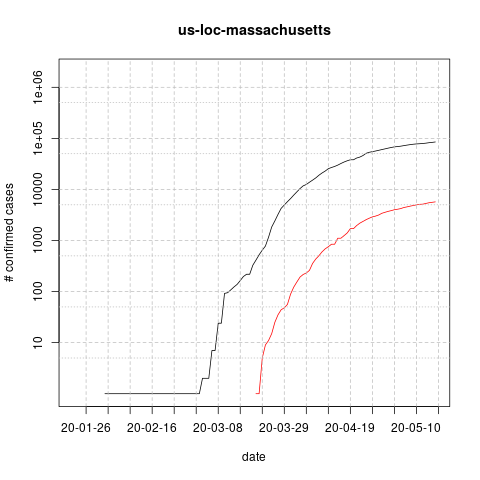 us-loc-massachusetts
# confirmed cases
1e+06
1e+05
10000
1000
100
10
20-01-26 20-02-16 20-03-08 20-03-29 20-04-19 20-05-10
date